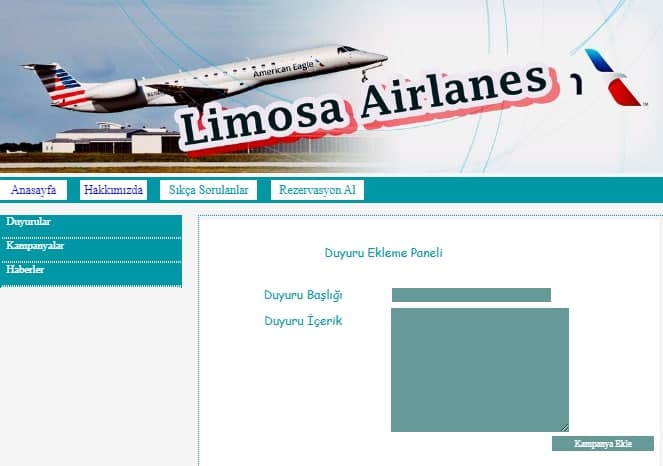 American Eagle
Limosa Airlanes
TM
Anasayfa Hakkımızda Sıkça Sorulanlar Rezervasyon Al
Duyurular
Kampanyalar
Haberler
Duyuru Ekleme Paneli
Duyuru Başlığı
Duyuru İçerik
Kampanya Ekle